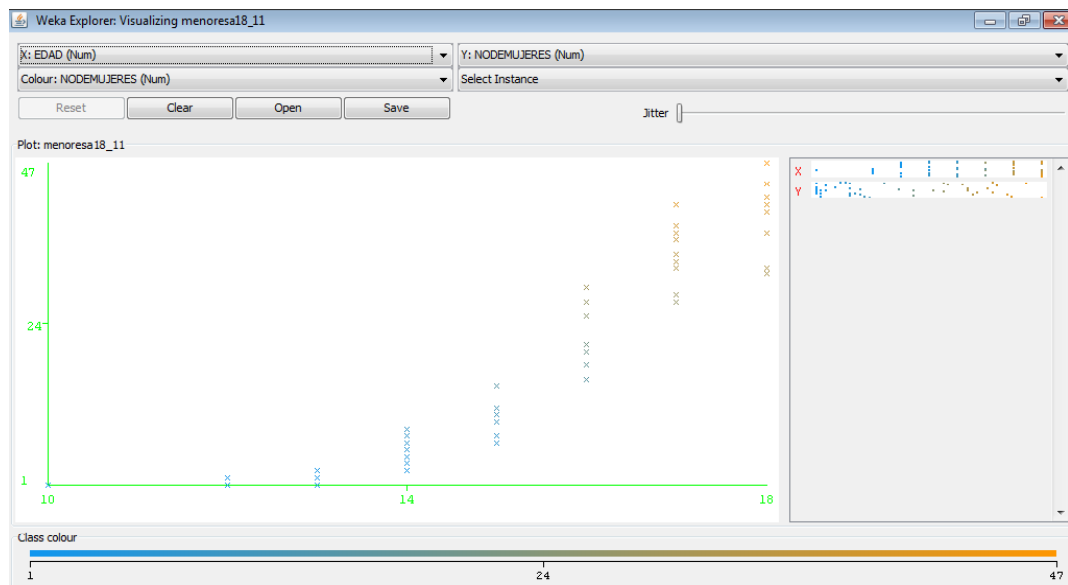 Weka Explorer: Visualizing menoresa18_11
X: EDAD (Num)
Y: NODEMUJERES (Num)
Colour: NODEMUJERES (Num)
Select Instance
Reset
Clear
Open
Save
Jitter
Plot: menoresa18_11
47
24
1
10
14
18
X
Y
Class colour
1
24
47